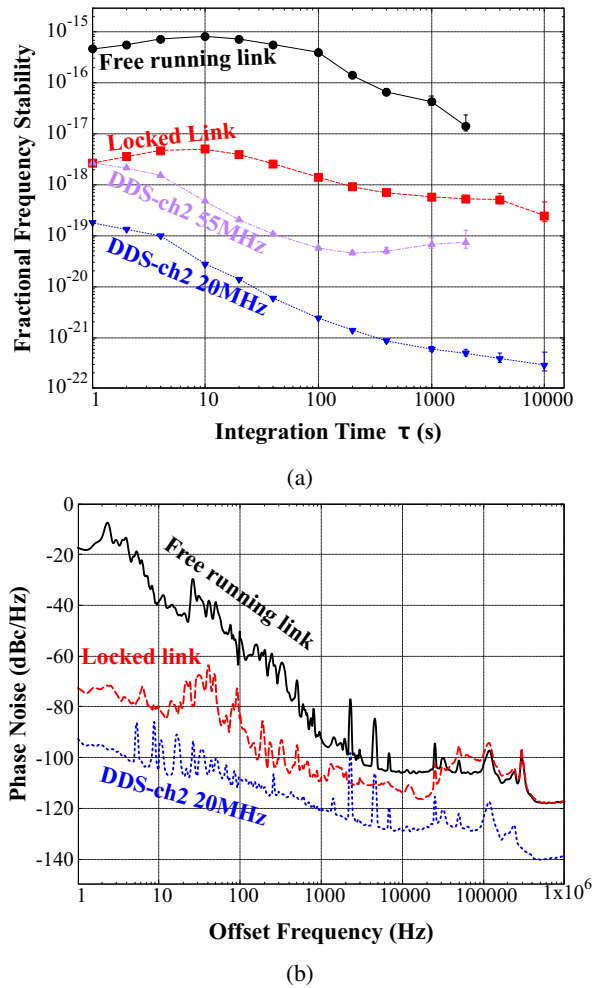 Fractional Frequency Stability
10-15
10-16
10-17
10-18
10-19
10-20
10-21
10-22
Free running link
Locked Link
DDS-ch2 55MHz
DDS-ch2 20MHz
1 10 100 1000 10000
Integration Time τ (s)
(a)
Phase Noise (dBc/Hz)
0
-20
-40
-60
-80
-100
-120
-140
Free running link
Locked link
DDS-ch2 20MHz
1 10 100 1000 10000 100000 1x10⁶
Offset Frequency (Hz)
(b)